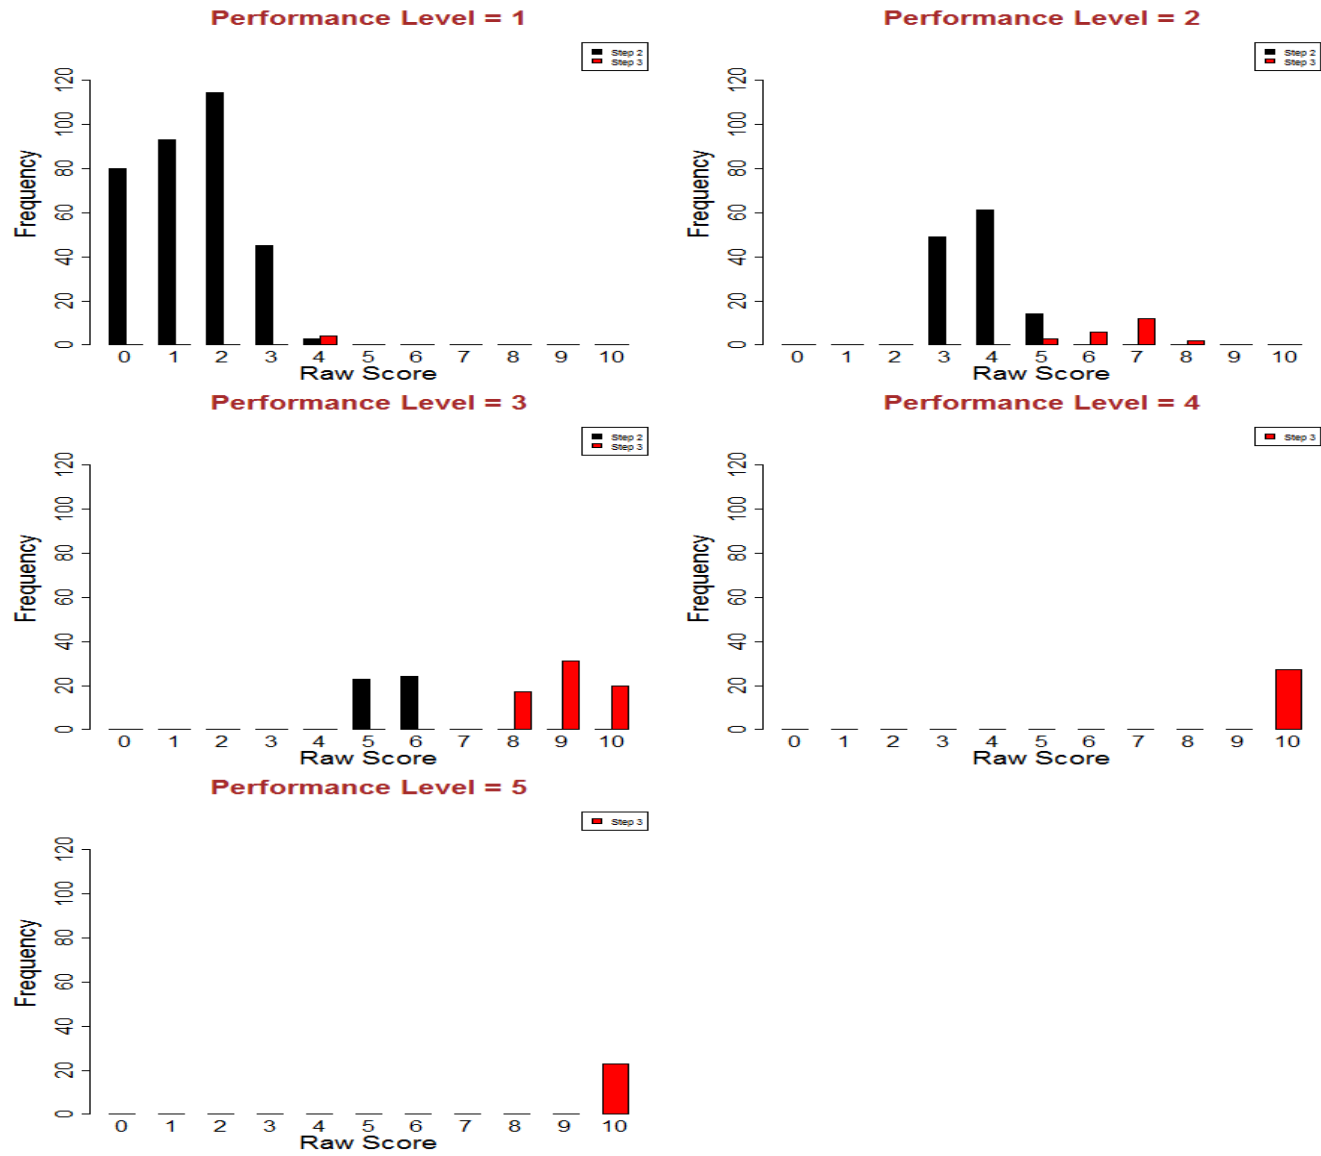 Performance Level = 1
Step 2
Step 3
Frequency
0 20 40 60 80 100 120
0 1 2 3 4 5 6 7 8 9 10
Raw Score
Performance Level = 2
Step 2
Step 3
Frequency
0 20 40 60 80 100 120
0 1 2 3 4 5 6 7 8 9 10
Raw Score
Performance Level = 3
Step 2
Step 3
Frequency
0 20 40 60 80 100 120
0 1 2 3 4 5 6 7 8 9 10
Raw Score
Performance Level = 4
Step 3
Frequency
0 20 40 60 80 100 120
0 1 2 3 4 5 6 7 8 9 10
Raw Score
Performance Level = 5
Step 3
Frequency
0 20 40 60 80 100 120
0 1 2 3 4 5 6 7 8 9 10
Raw Score